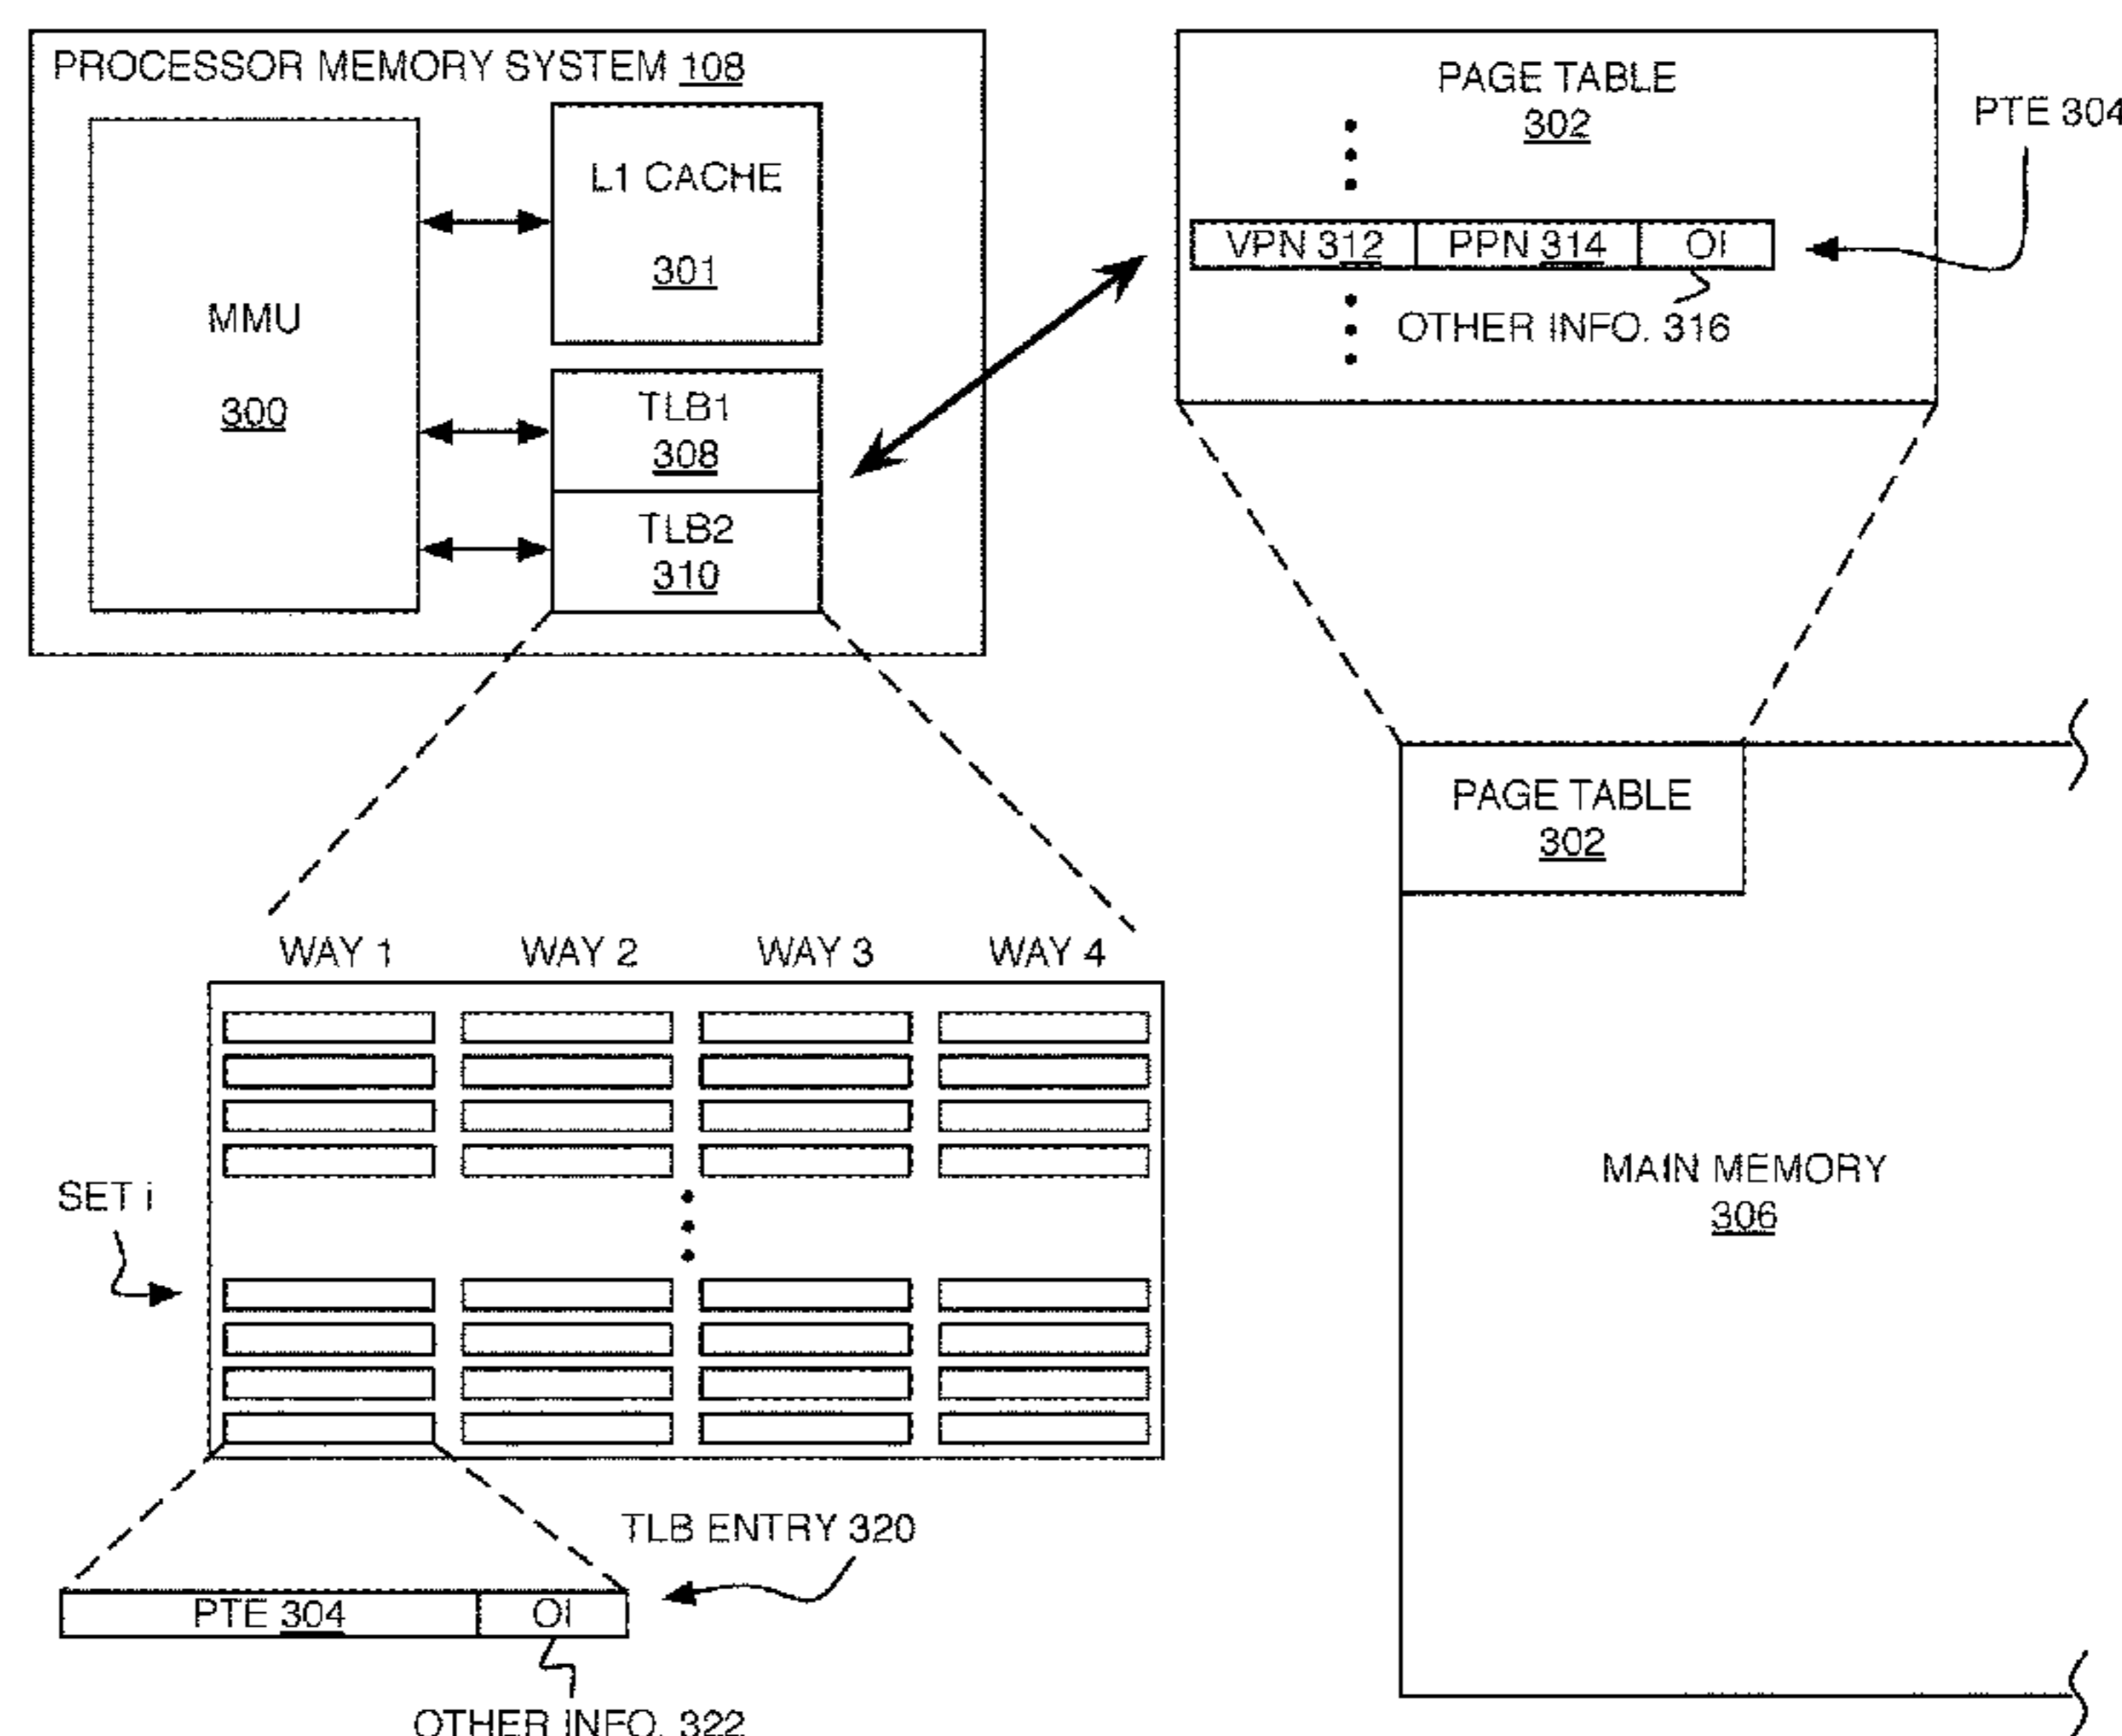 PROCESSOR MEMORY SYSTEM 108
MMU
300
L1 CACHE
301
TLB1
308
TLB2
310
PAGE TABLE
302
PTE 304
VPN 312 PPN 314 OI
OTHER INFO. 316
PAGE TABLE
302
MAIN MEMORY
306
WAY 1 WAY 2 WAY 3 WAY 4
SET i
TLB ENTRY 320
PTE 304 OI
OTHER INFO. 322